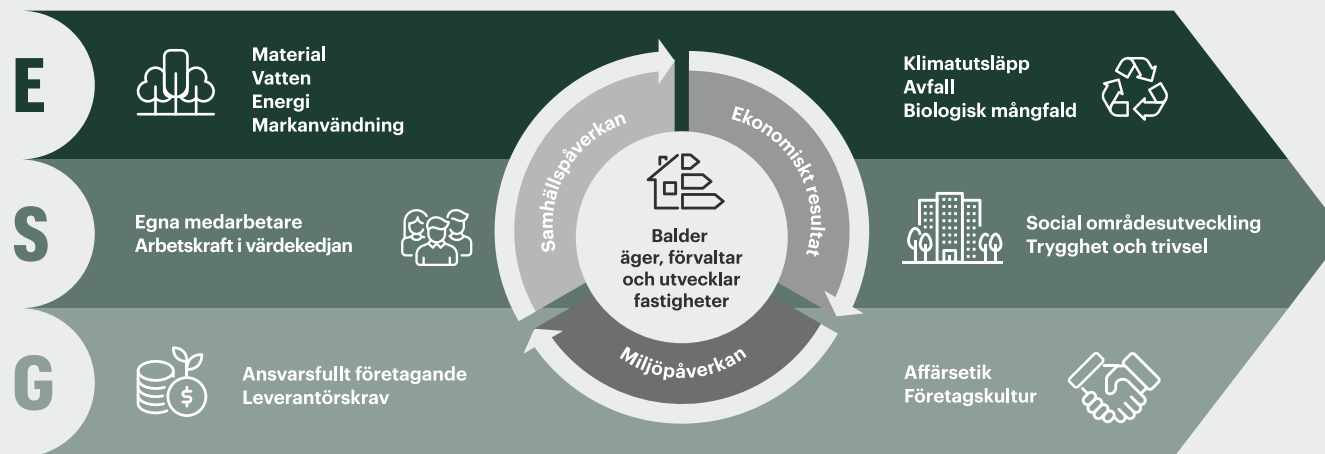 E
Material
Vatten
Energi
Markanvändning
Klimatutsläpp
Avfall
Biologisk mångfald
S
Egna medarbetare
Arbetskraft i värdekedjan
Samhällspåverkan
Ekonomiskt resultat
Miljöpåverkan
Balder
äger, förvaltar
och utvecklar
fastigheter
Social områdesutveckling
Trygghet och trivsel
G
Ansvarsfullt företagande
Leverantörskrav
$
Affärsetik
Företagskultur